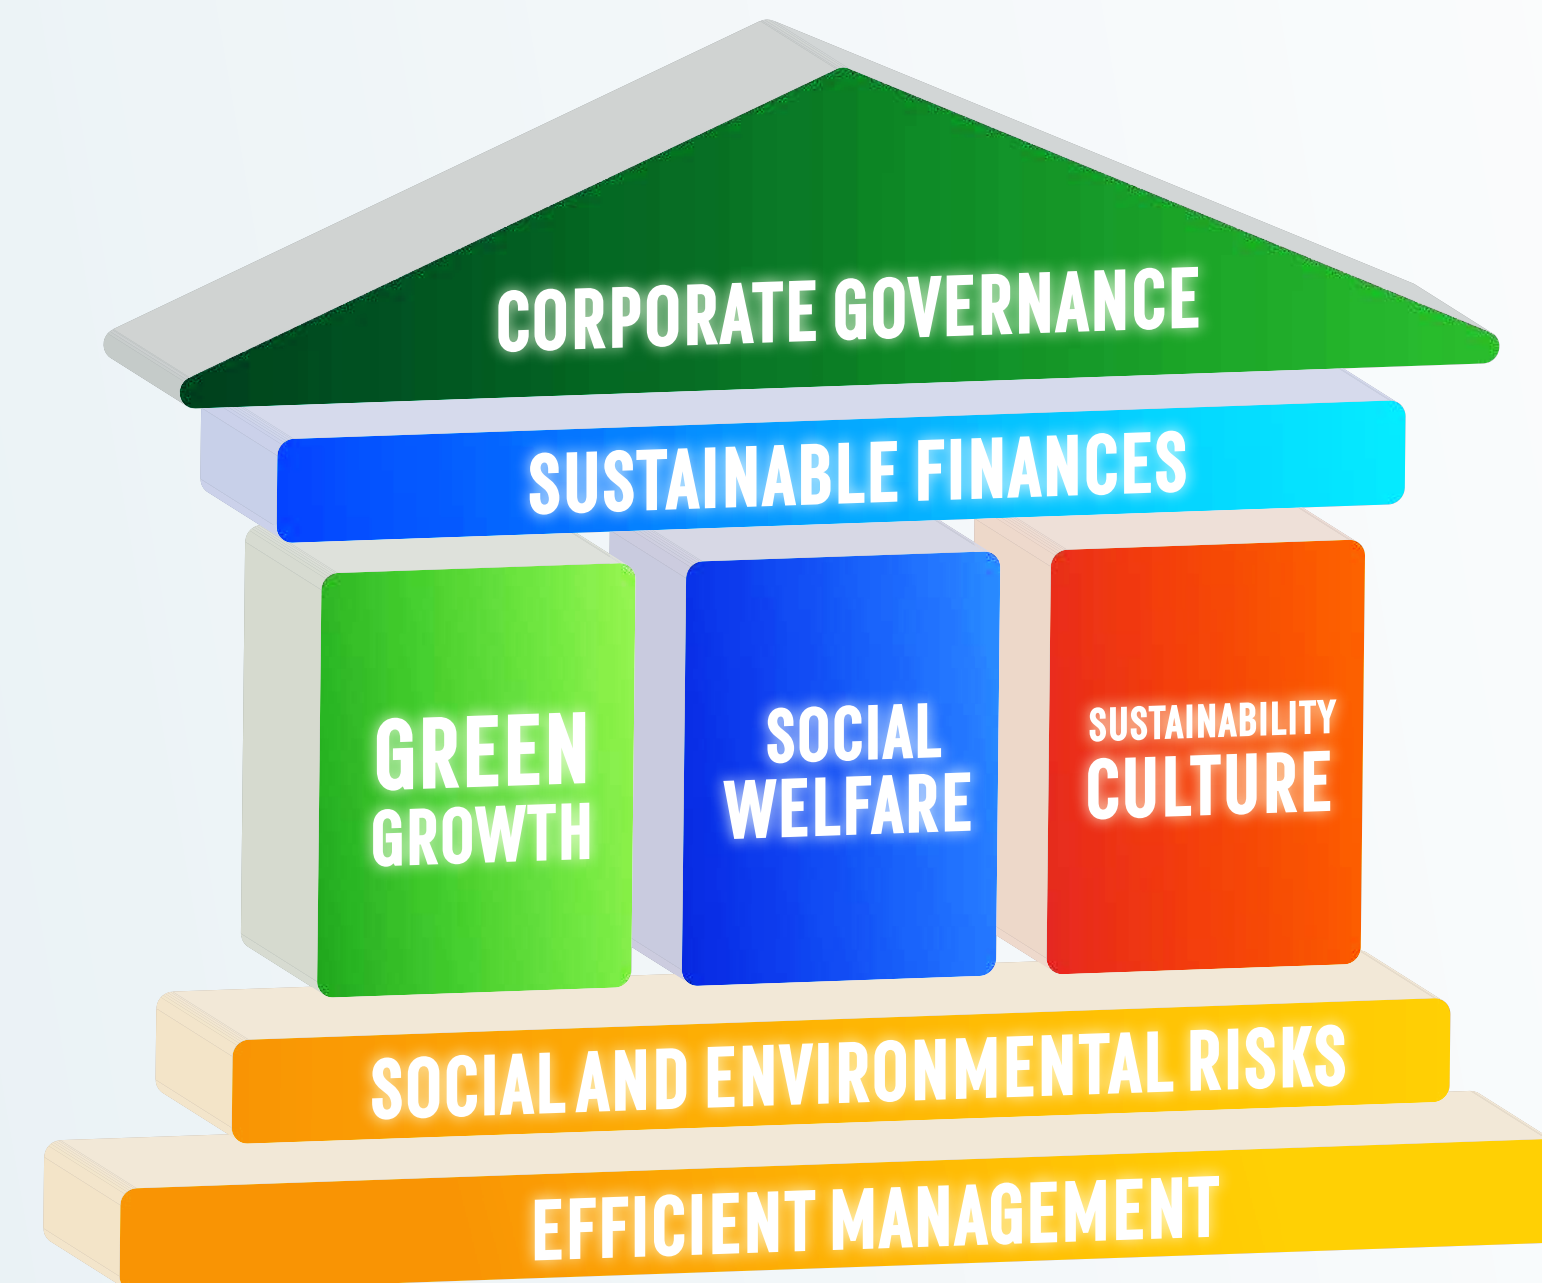 CORPORATE GOVERNANCE
SUSTAINABLE FINANCES
GREEN
GROWTH
SOCIAL
WELFARE
SUSTAINABILITY
CULTURE
SOCIAL AND ENVIRONMENTAL RISKS
EFFICIENT MANAGEMENT